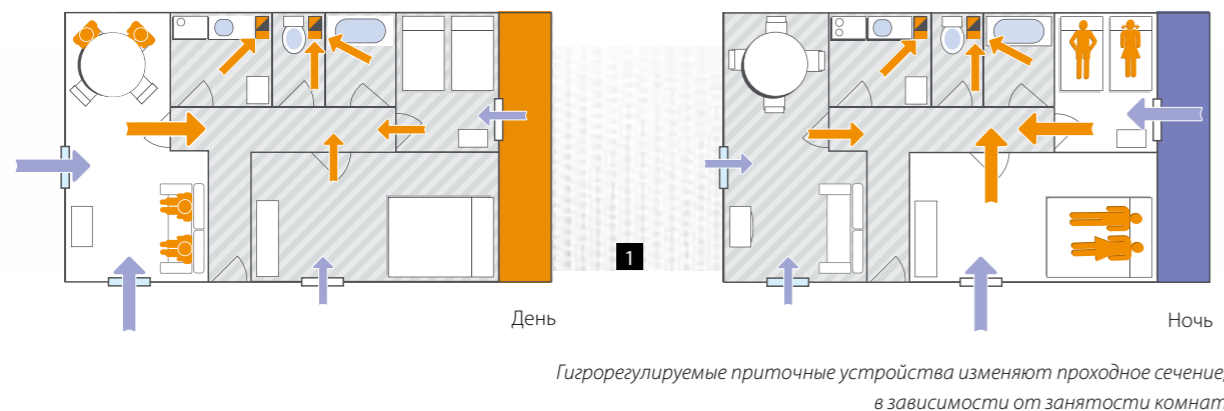 1
День
Ночь
Гигрорегулируемые приточные устройства изменяют проходное сечение,
в зависимости от занятости комнат